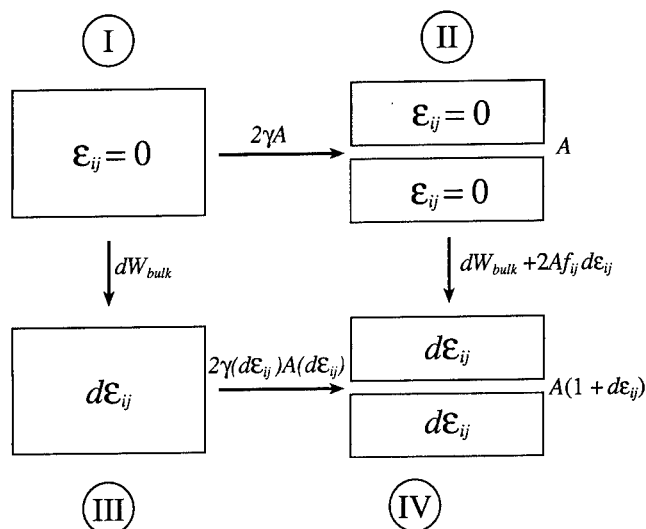 I
II
εij = 0
2γA
εij = 0
A
εij = 0
dWbulk
dWbulk +2Afij dεij
dεij
2γ(dεij)A(dεij)
dεij
A(1 + dεij)
dεij
III
IV